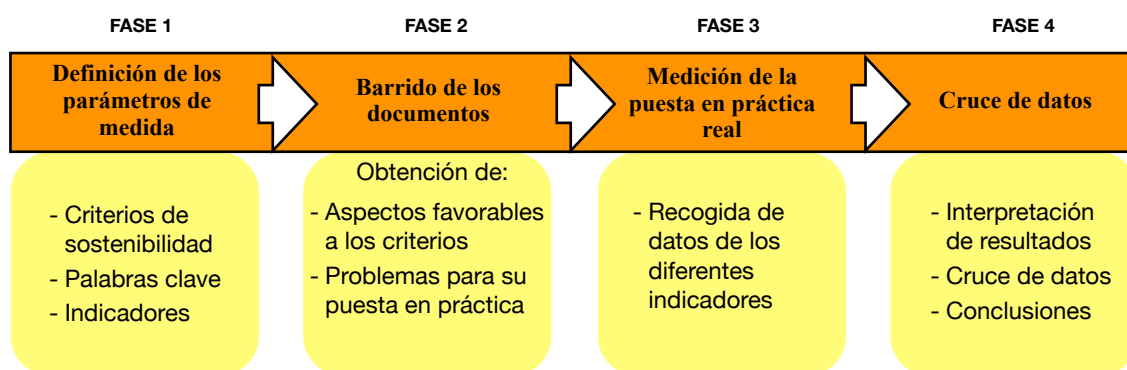 FASE 1
FASE 2
FASE 3
FASE 4
Definición de los
parámetros de
medida
Barrido de los
documentos
Medición de la
puesta en práctica
real
Cruce de datos
- Criterios de
sostenibilidad
- Palabras clave
- Indicadores
Obtención de:
- Aspectos favorables
a los criterios
- Problemas para su
puesta en práctica
- Recogida de
datos de los
diferentes
indicadores
- Interpretación
de resultados
- Cruce de datos
- Conclusiones